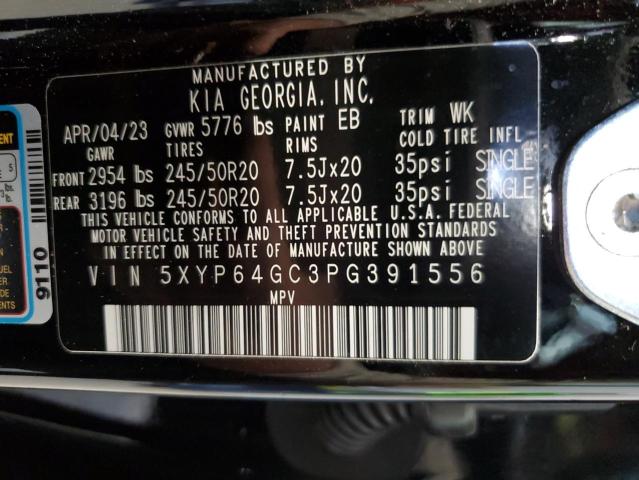 MANUFACTURED BY
KIA GEORGIA, INC.
APR/04/23 GVWR 5776 lbs PAINT EB TRIM WK
GAWR TIRES RIMS COLD TIRE INFL
FRONT 2954 lbs 245/50R20 7.5Jx20 35psi SINGLE
REAR 3196 lbs 245/50R20 7.5Jx20 35psi SINGLE
THIS VEHICLE CONFORMS TO ALL APPLICABLE U.S.A. FEDERAL
MOTOR VEHICLE SAFETY AND THEFT PREVENTION STANDARDS
IN EFFECT ON THE DATE OF MANUFACTURE SHOWN ABOVE
VIN 5XYP64GC3PG391556
MPV
9110
5
lbs.